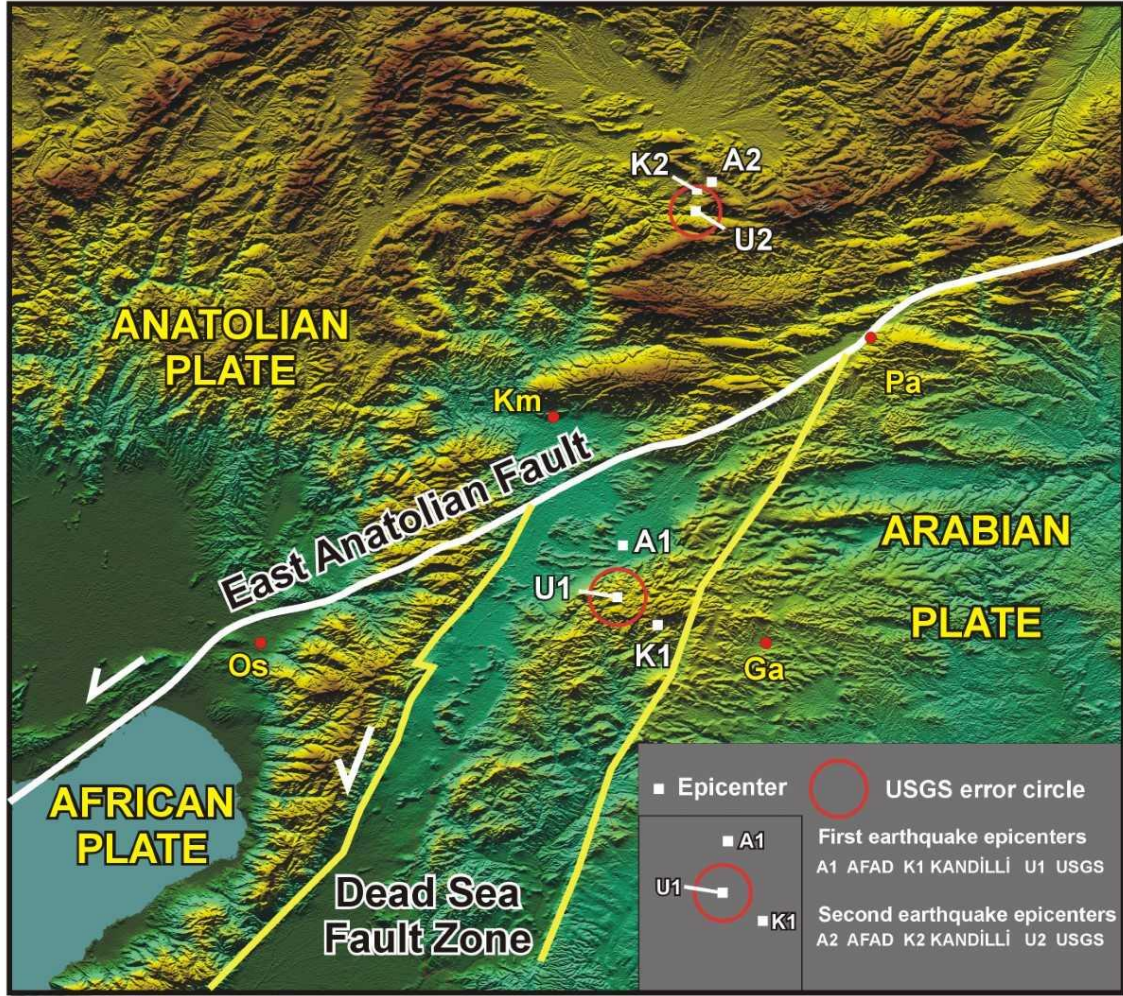 K2
A2
U2
ANATOLIAN
PLATE
Km
Pa
East Anatolian Fault
A1
U1
K1
ARABIAN
PLATE
Os
Ga
AFRICAN
PLATE
Dead Sea
Fault Zone
Epicenter
USGS error circle
A1
U1
K1
First earthquake epicenters
A1 AFAD K1 KANDİLLİ U1 USGS
Second earthquake epicenters
A2 AFAD K2 KANDİLLİ U2 USGS